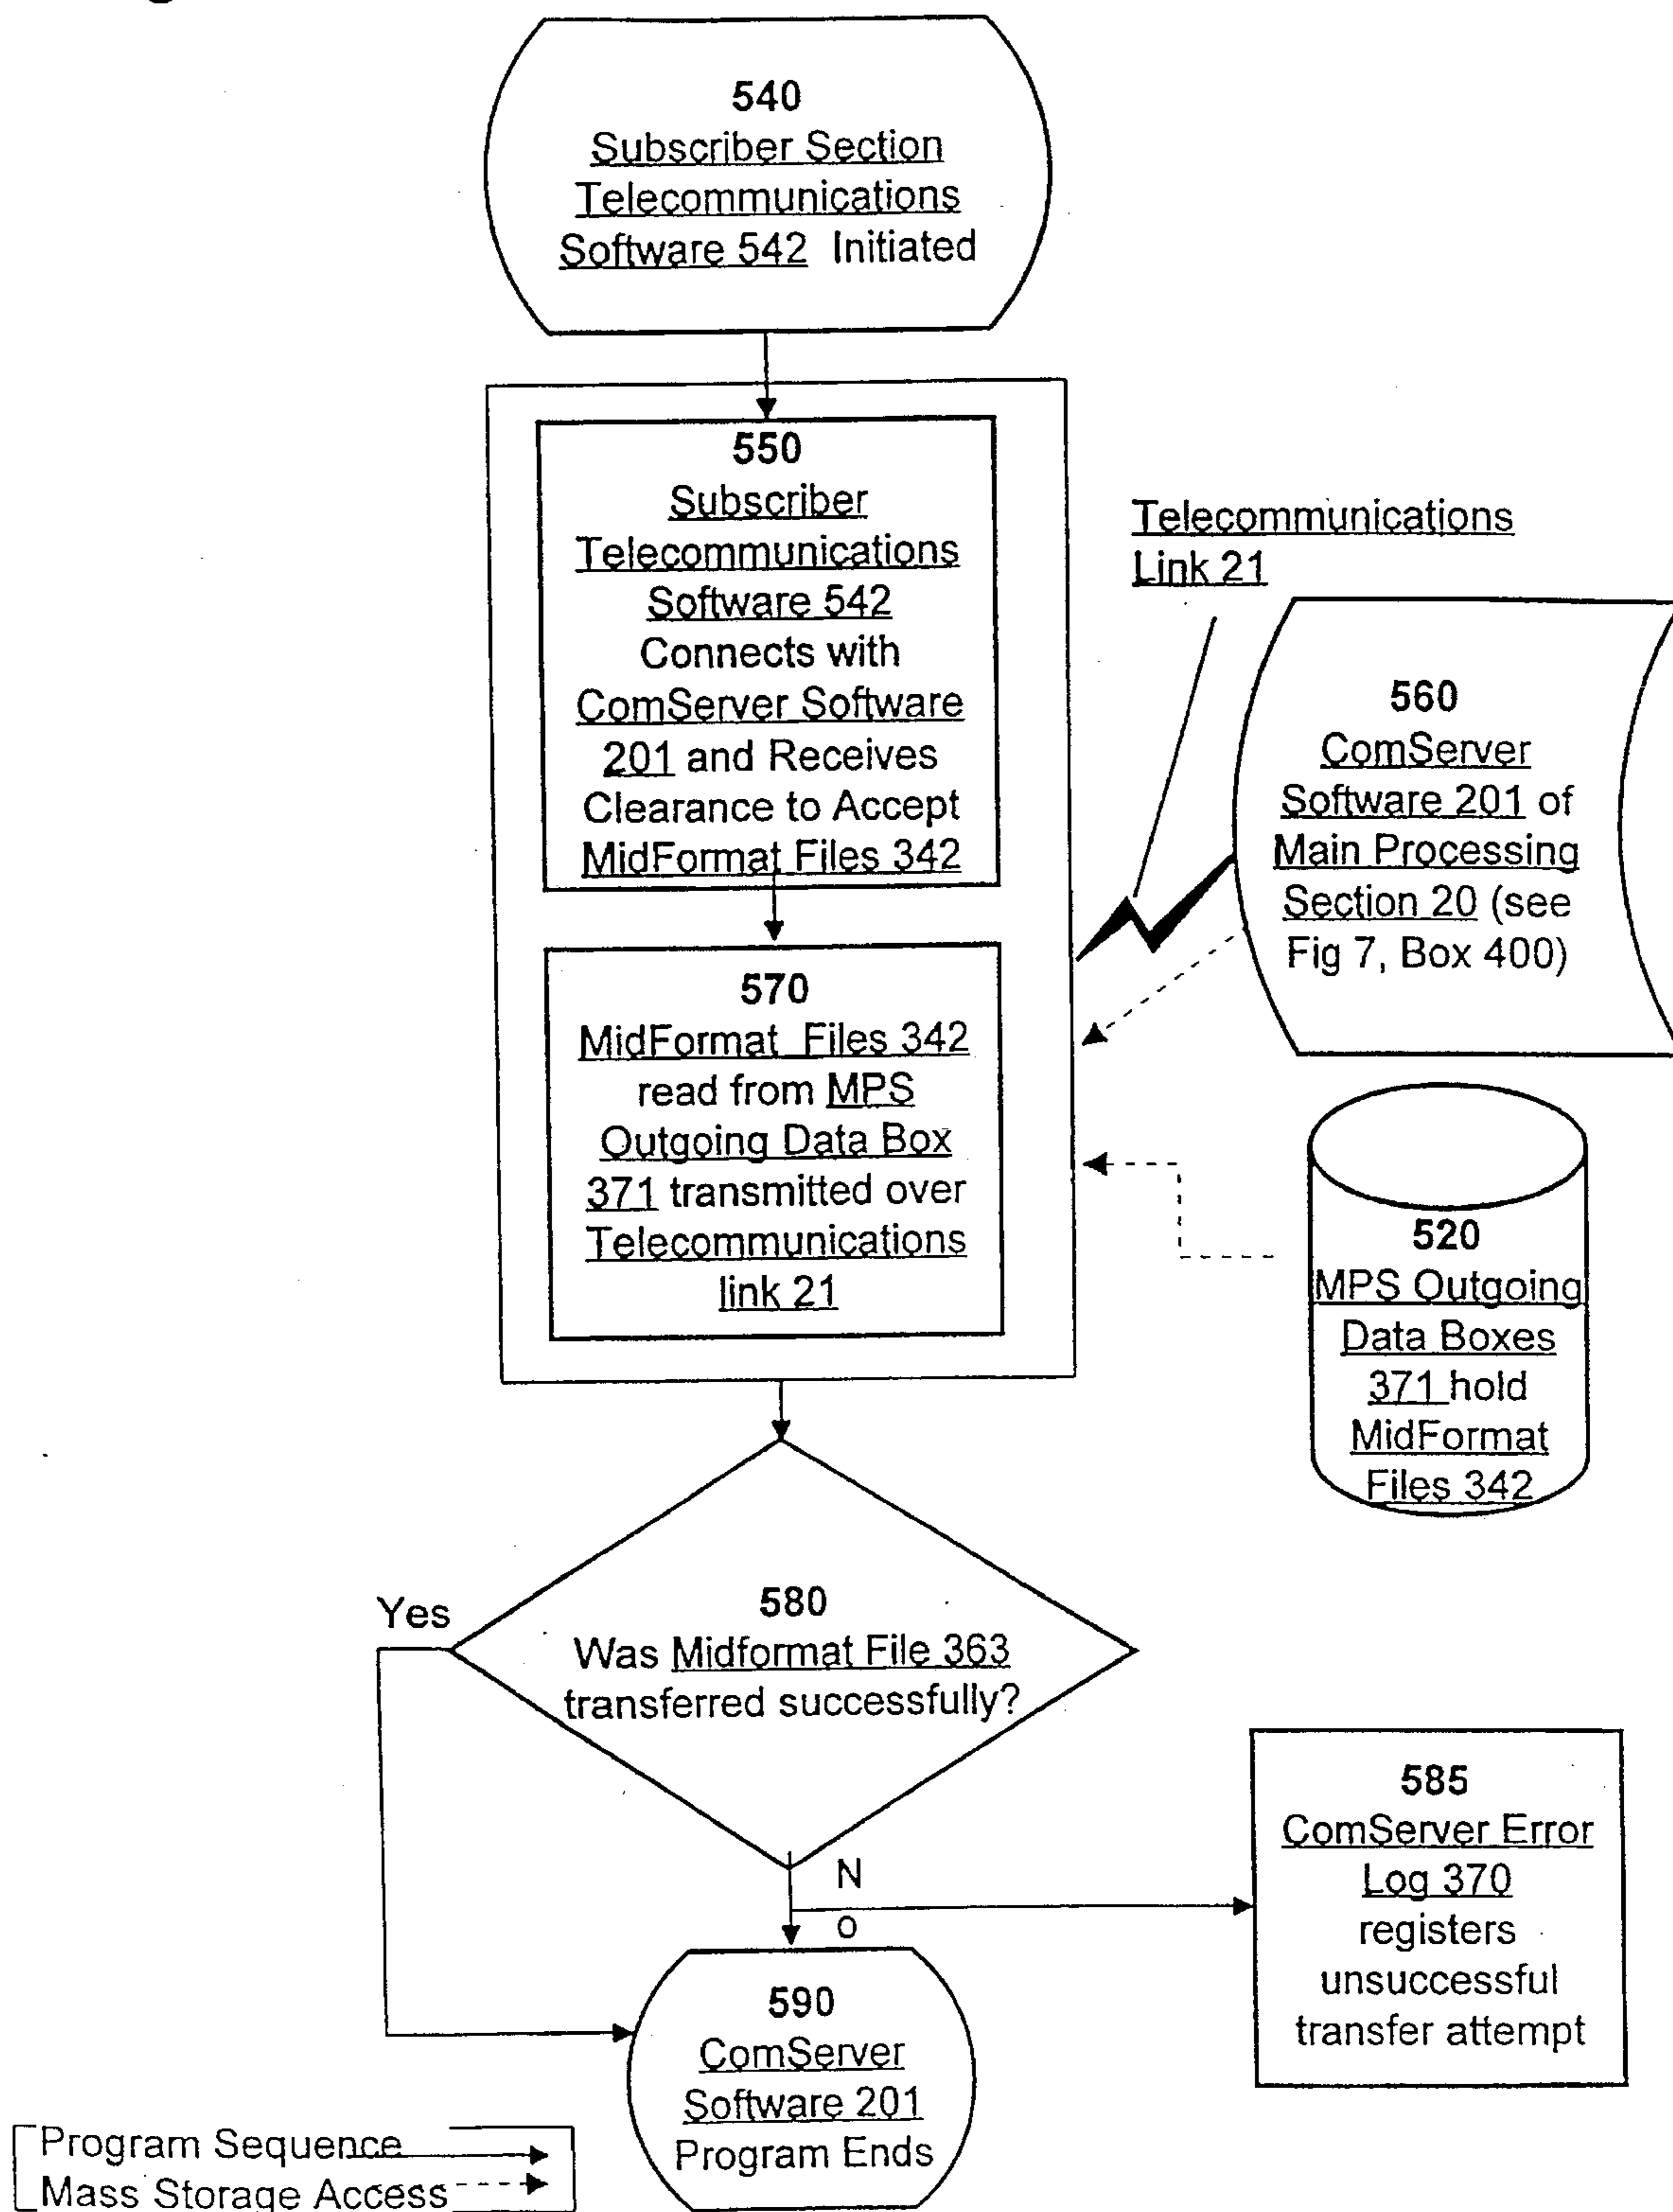 540
Subscriber Section
Telecommunications
Software 542 Initiated
550
Subscriber
Telecommunications
Software 542
Connects with
ComServer Software
201 and Receives
Clearance to Accept
MidFormat Files 342
Telecommunications
Link 21
560
ComServer
Software 201 of
Main Processing
Section 20 (see
Fig 7, Box 400)
570
MidFormat Files 342
read from MPS
Outgoing Data Box
371 transmitted over
Telecommunications
link 21
520
MPS Outgoing
Data Boxes
371 hold
MidFormat
Files 342
580
Was Midformat File 363
transferred successfully?
Yes
N
O
585
ComServer Error
Log 370
registers
unsuccessful
transfer attempt
590
ComServer
Software 201
Program Ends
Program Sequence
Mass Storage Access